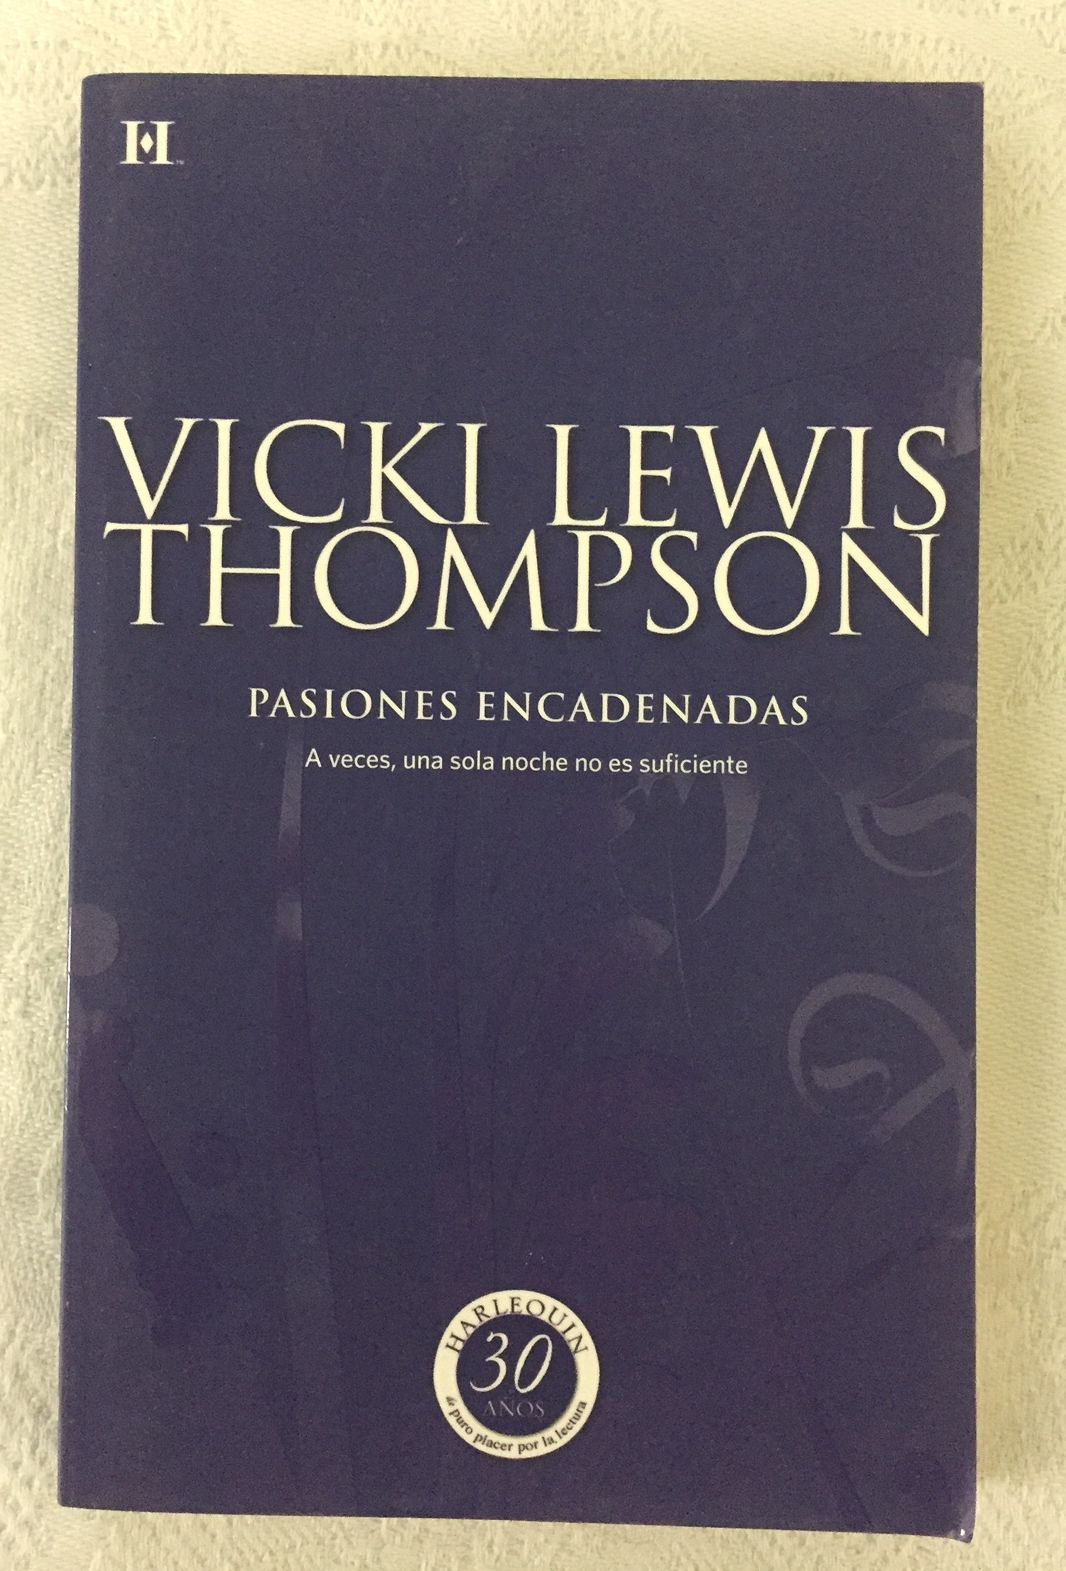 H
VICKI LEWIS
THOMPSON
PASIONES ENCADENADAS
A veces, una sola noche no es suficiente
HARLEQUIN
30
AÑOS
de puro placer por la lectura